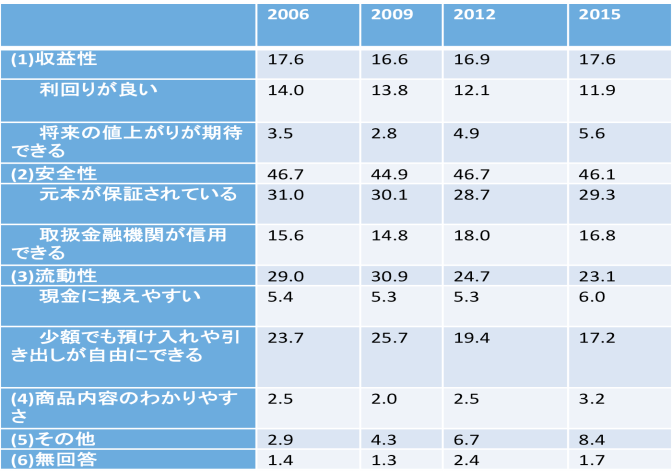 2006 2009 2012 2015
(1)収益性 17.6 16.6 16.9 17.6
利回りが良い 14.0 13.8 12.1 11.9
将来の値上がりが期待 3.5 2.8 4.9 5.6
できる
(2)安全性 46.7 44.9 46.7 46.1
元本が保証されている 31.0 30.1 28.7 29.3
取扱金融機関が信用 15.6 14.8 18.0 16.8
できる
(3)流動性 29.0 30.9 24.7 23.1
現金に換えやすい 5.4 5.3 5.3 6.0
少額でも預け入れや引 23.7 25.7 19.4 17.2
き出しが自由にできる
(4)商品内容のわかりやす 2.5 2.0 2.5 3.2
さ
(5)その他 2.9 4.3 6.7 8.4
(6)無回答 1.4 1.3 2.4 1.7